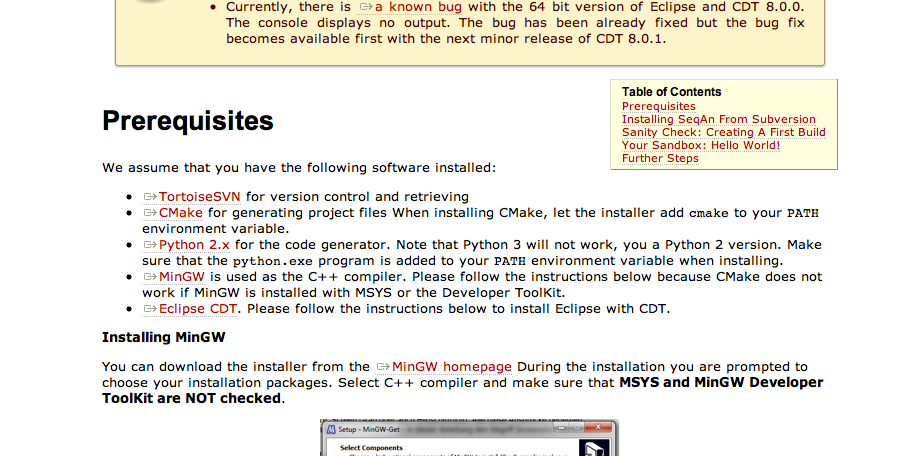 Currently, there is a known bug with the 64 bit version of Eclipse and CDT 8.0.0.
The console displays no output. The bug has been already fixed but the bug fix
becomes available first with the next minor release of CDT 8.0.1.
Table of Contents
Prerequisites
Installing SeqAn From Subversion
Sanity Check: Creating A First Build
Your Sandbox: Hello World!
Further Steps
Prerequisites
We assume that you have the following software installed:
TortoiseSVN for version control and retrieving
CMake for generating project files When installing CMake, let the installer add cmake to your PATH
environment variable.
Python 2.x for the code generator. Note that Python 3 will not work, you a Python 2 version. Make
sure that the python.exe program is added to your PATH environment variable when installing.
MinGW is used as the C++ compiler. Please follow the instructions below because CMake does not
work if MinGW is installed with MSYS or the Developer ToolKit.
Eclipse CDT. Please follow the instructions below to install Eclipse with CDT.
Installing MinGW
You can download the installer from the MinGW homepage During the installation you are prompted to
choose your installation packages. Select C++ compiler and make sure that MSYS and MinGW Developer
ToolKit are NOT checked.
Setup - MinGW-Get
Select Components